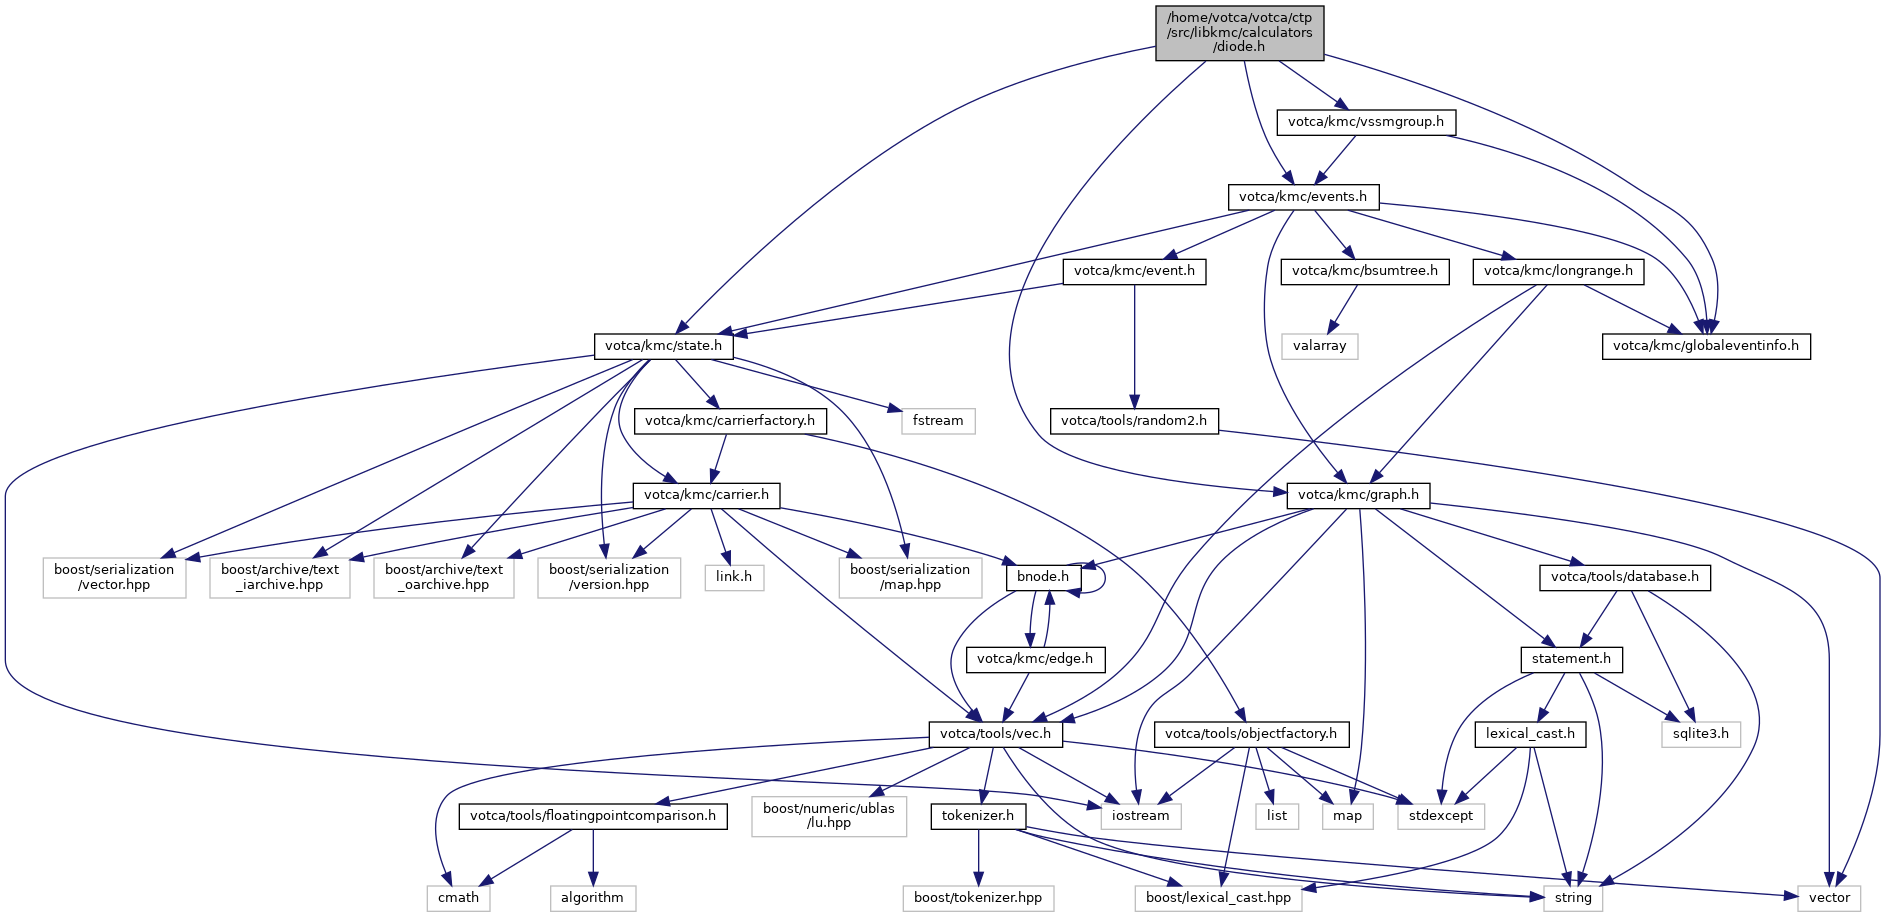 /home/votca/votca/ctp
/src/libkmc/calculators
/diode.h
votca/kmc/vssmgroup.h
votca/kmc/events.h
votca/kmc/event.h
votca/kmc/bsumtree.h
votca/kmc/longrange.h
votca/kmc/state.h
valarray
votca/kmc/globaleventinfo.h
votca/kmc/carrierfactory.h
fstream
votca/tools/random2.h
votca/kmc/carrier.h
votca/kmc/graph.h
boost/serialization
/vector.hpp
boost/archive/text
_iarchive.hpp
boost/archive/text
_oarchive.hpp
boost/serialization
/version.hpp
link.h
boost/serialization
/map.hpp
bnode.h
votca/tools/database.h
votca/kmc/edge.h
statement.h
votca/tools/vec.h
votca/tools/objectfactory.h
lexical_cast.h
sqlite3.h
votca/tools/floatingpointcomparison.h
boost/numeric/ublas
/lu.hpp
tokenizer.h
iostream
list
map
stdexcept
cmath
algorithm
boost/tokenizer.hpp
boost/lexical_cast.hpp
string
vector